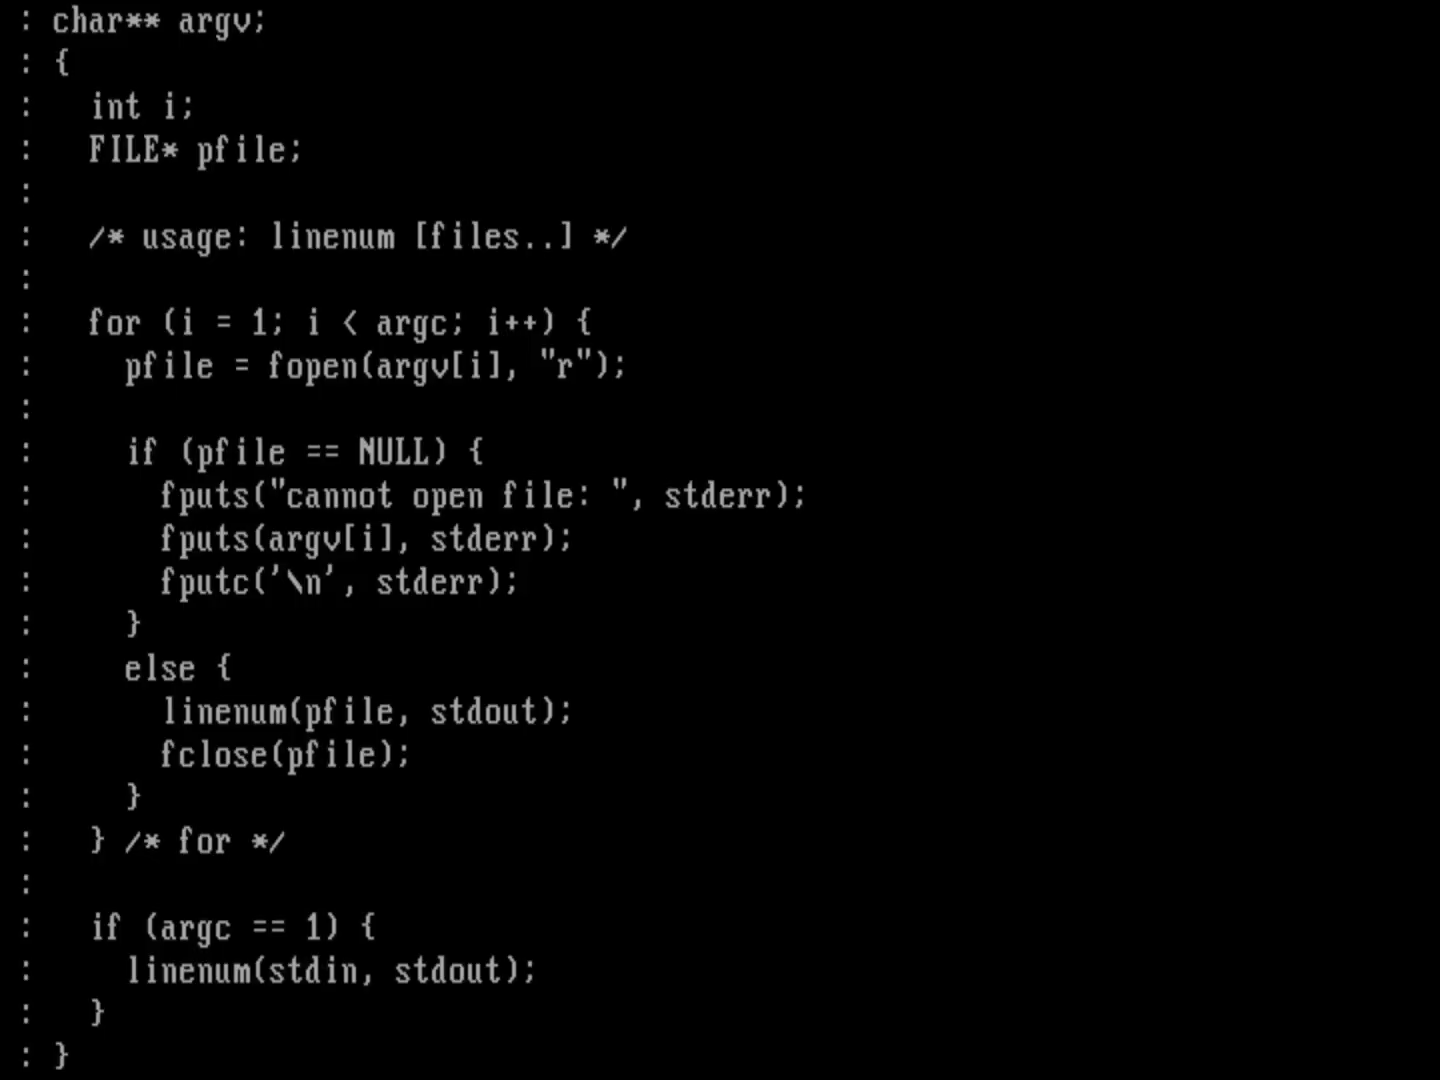 : char** argv;
: {
:   int i;
:   FILE* pfile;
:
:   /* usage: linenum [files..] */
:
:   for (i = 1; i < argc; i++) {
:     pfile = fopen(argv[i], "r");
:
:     if (pfile == NULL) {
:       fputs("cannot open file: ", stderr);
:       fputs(argv[i], stderr);
:       fputc('\n', stderr);
:     }
:     else {
:       linenum(pfile, stdout);
:       fclose(pfile);
:     }
:   } /* for */
:
:   if (argc == 1) {
:     linenum(stdin, stdout);
:   }
: }